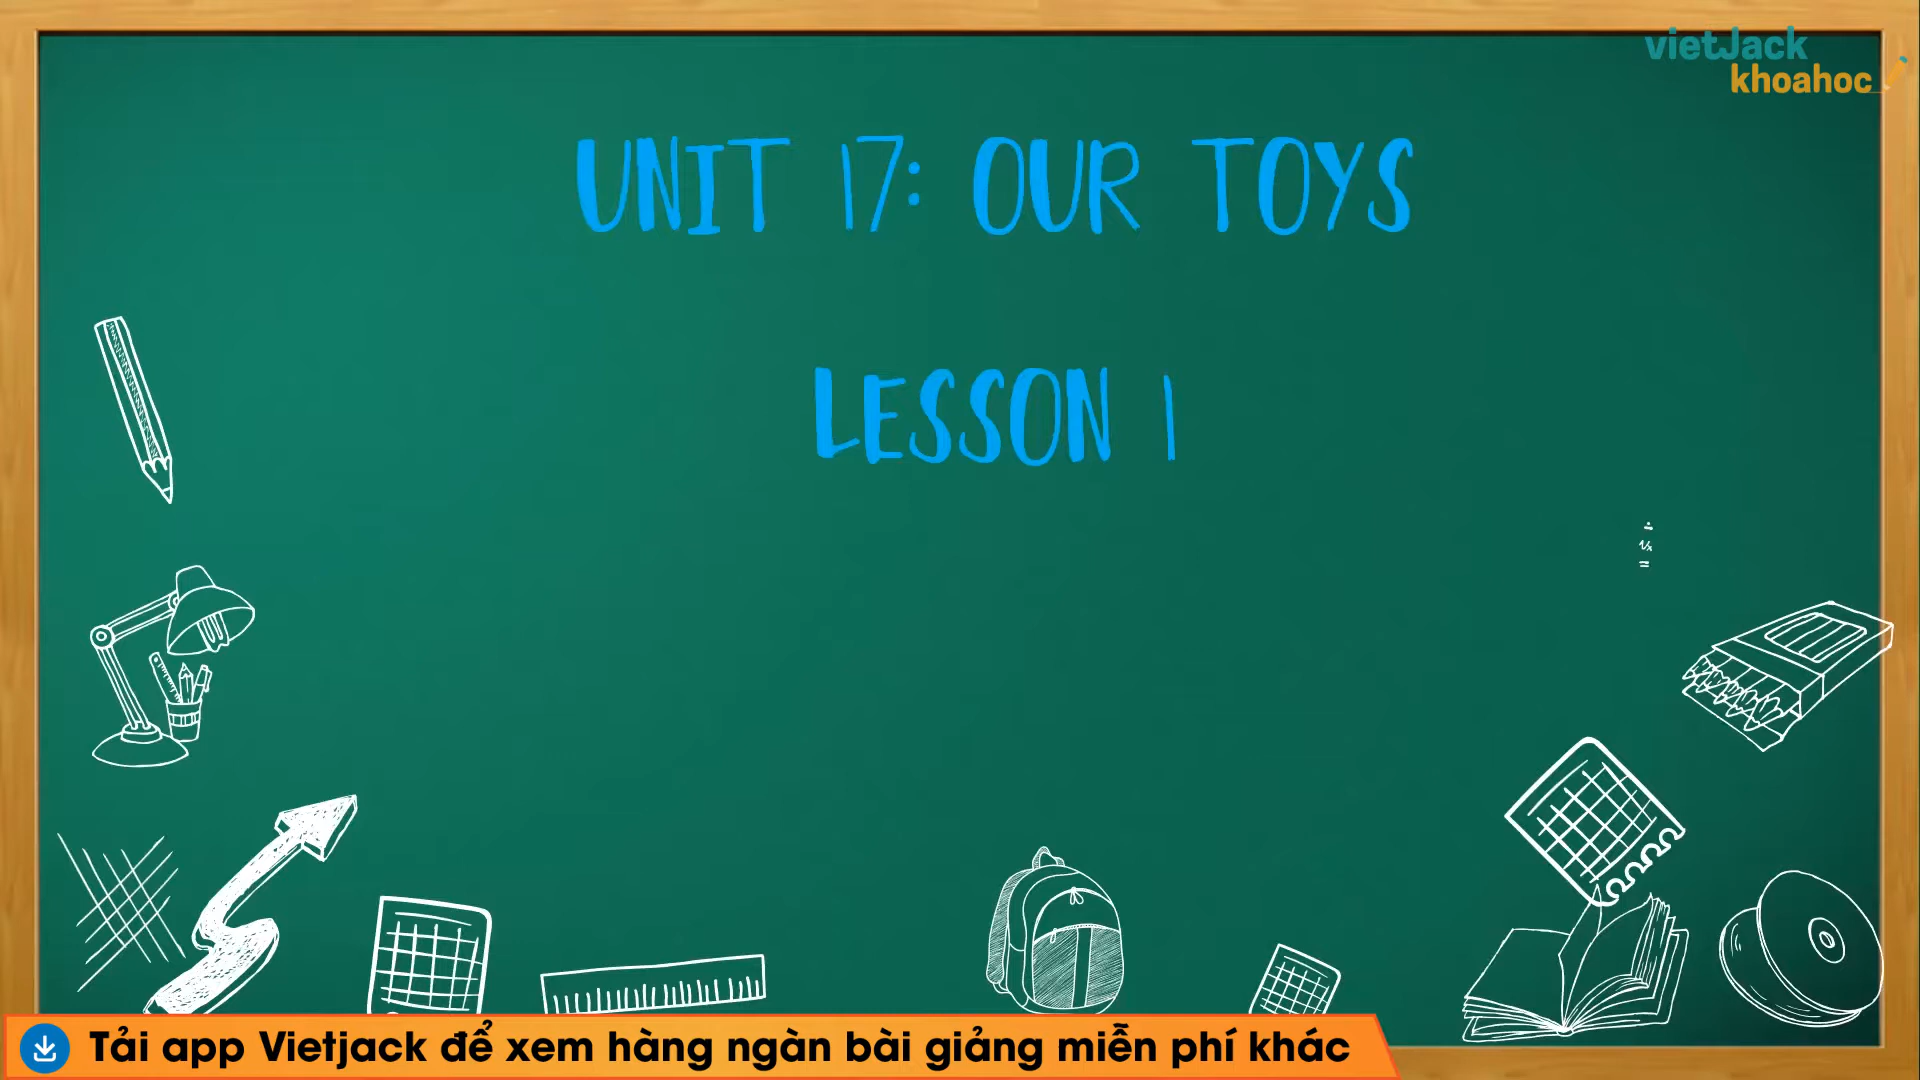 vietJack
khoahoc
UNIT 17: OUR TOYS
LESSON 1
÷
=
Tải app Vietjack để xem hàng ngàn bài giảng miễn phí khác